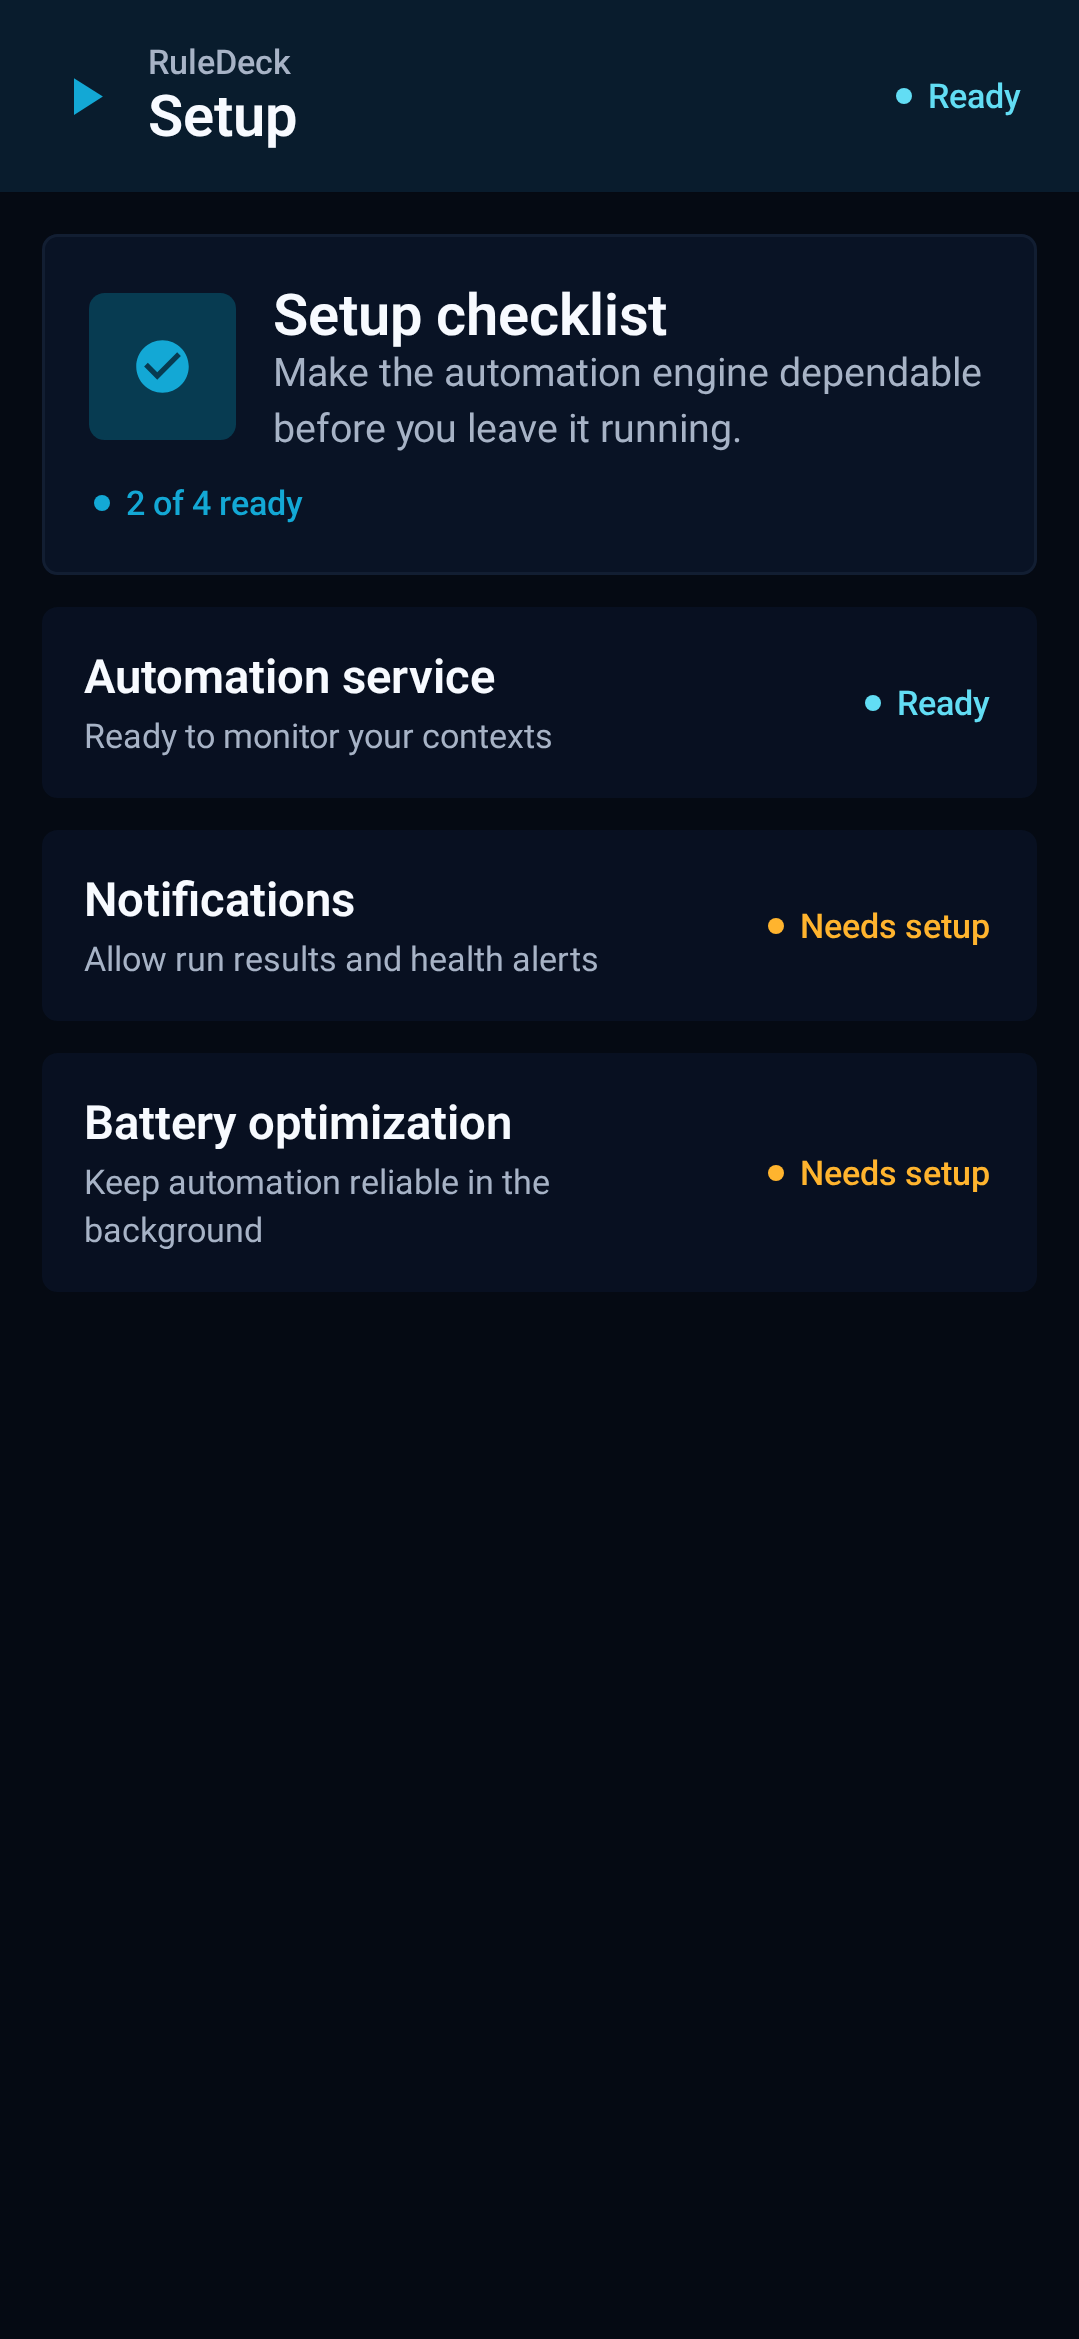 RuleDeck
Setup
Ready
Setup checklist
Make the automation engine dependable
before you leave it running.
2 of 4 ready
Automation service
Ready to monitor your contexts
Ready
Notifications
Allow run results and health alerts
Needs setup
Battery optimization
Keep automation reliable in the
background
Needs setup